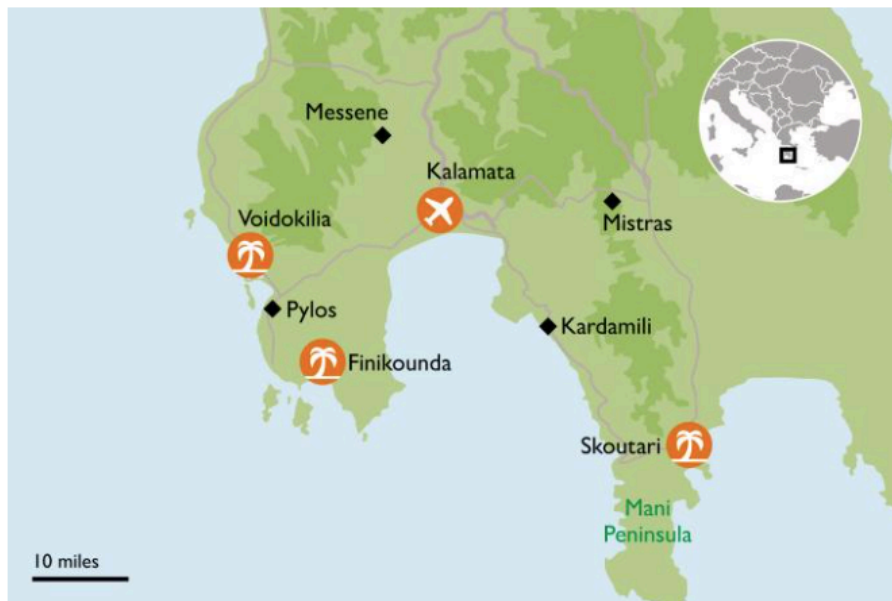 Messene
Kalamata
Voidokilia
Mistras
Pylos
Kardamili
Finikounda
Skoutari
Mani
Peninsula
10 miles